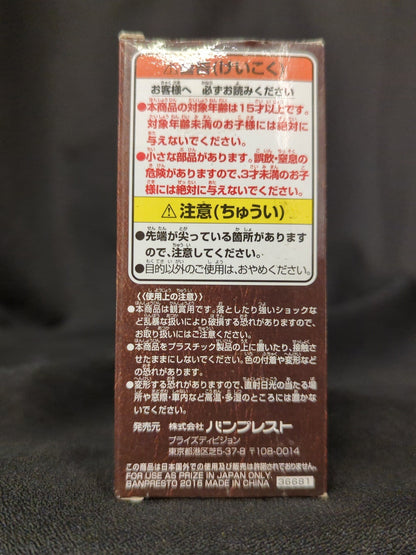 ⚠警告(けいこく)
お客様へ 必ずお読みください
●本商品の対象年齢は15才以上です。
対象年齢未満のお子様には絶対に
与えないでください。
●小さな部品があります。誤飲・窒息の
危険がありますので、3才未満のお子
様には絶対に与えないでください。
⚠注意(ちゅうい)
●先端が尖っている箇所があります
ので、注意してください。
●目的以外のご使用は、おやめください。
〈使用上の注意〉
●本商品は観賞用です。落としたり強いショック
など乱暴な扱いにより破損する恐れがありますので、
お取り扱いにはご注意ください。
●本商品をプラスチック製品の上に置いたり、接触
させたままにしないでください。色の付着や変形など
の恐れがあります。
●変形する恐れがありますので、直射日光の当たる場
所や窓際・車内など高温・多湿のところには置かな
いでください。
発売元 株式会社 バンプレスト
プライズディビジョン
東京都港区芝5-37-8 〒108-0014
この商品は日本国外での使用及び販売は許諾されておりません。
FOR USE AS PRIZE IN JAPAN ONLY.
BANPRESTO 2016 MADE IN CHINA
36681